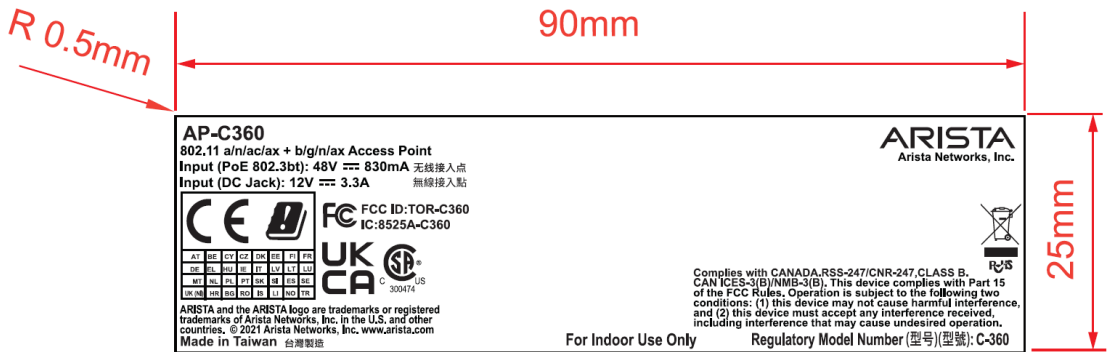 R 0.5mm
90mm
25mm
AP-C360
802.11 a/n/ac/ax + b/g/n/ax Access Point
Input (PoE 802.3bt): 48V ⎓ 830mA 无线接入点
Input (DC Jack): 12V ⎓ 3.3A 無線接入點
ARISTA
Arista Networks, Inc.
CE
FC FCC ID:TOR-C360
IC:8525A-C360
AT BE CY CZ DK EE FI FR
DE EL HU IE IT LV LT LU
MT NL PL PT SK SI ES SE
UK (NI) HR BG RO IS LI NO TR
UK
CA
SA ®
C US
300474
RoHS
ARISTA and the ARISTA logo are trademarks or registered
trademarks of Arista Networks, Inc. in the U.S. and other
countries. © 2021 Arista Networks, Inc. www.arista.com
Made in Taiwan 台灣製造
For Indoor Use Only
Complies with CANADA.RSS-247/CNR-247,CLASS B.
CAN ICES-3(B)/NMB-3(B). This device complies with Part 15
of the FCC Rules. Operation is subject to the following two
conditions: (1) this device may not cause harmful interference,
and (2) this device must accept any interference received,
including interference that may cause undesired operation.
Regulatory Model Number (型号)(型號): C-360